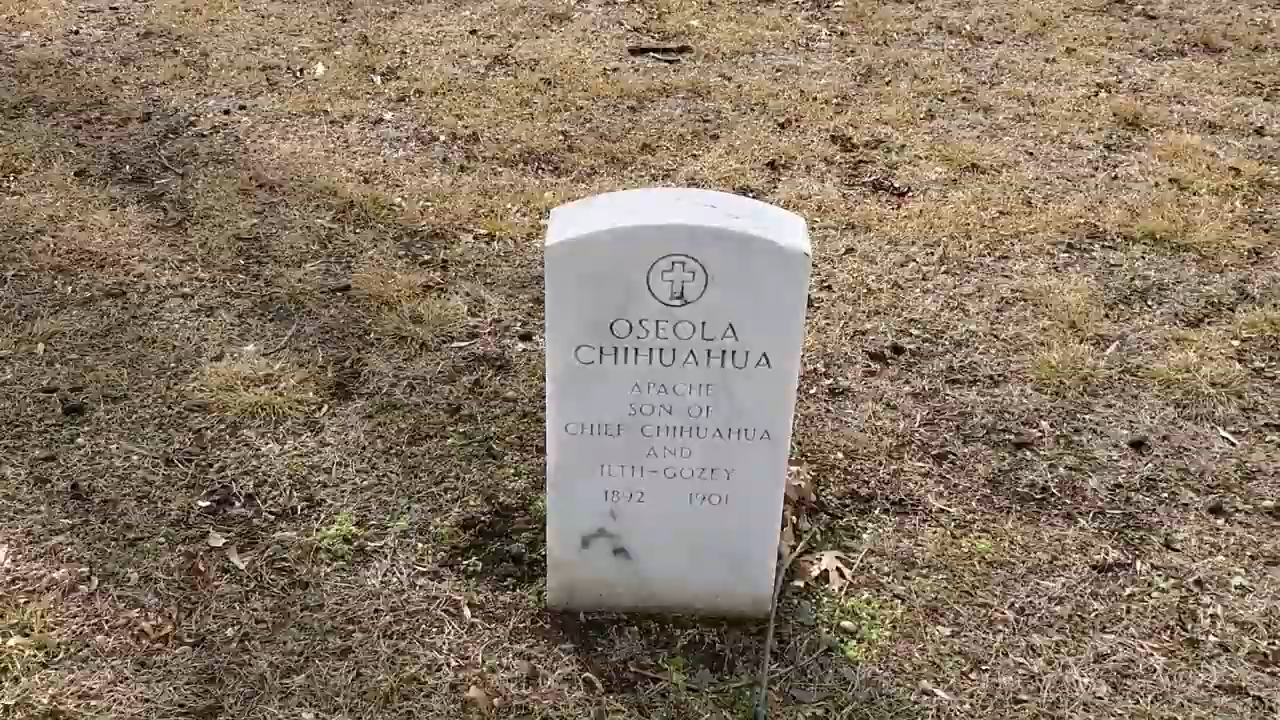 OSEOLA
CHIHUAHUA
APACHE
SON OF
CHIEF CHIHUAHUA
AND
ILTH-GOZEY
1892 1901